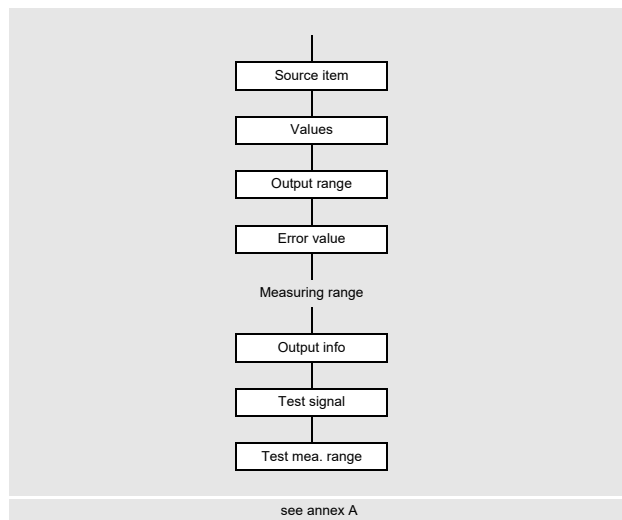 Source item
Values
Output range
Error value
Measuring range
Output info
Test signal
Test mea. range
see annex A